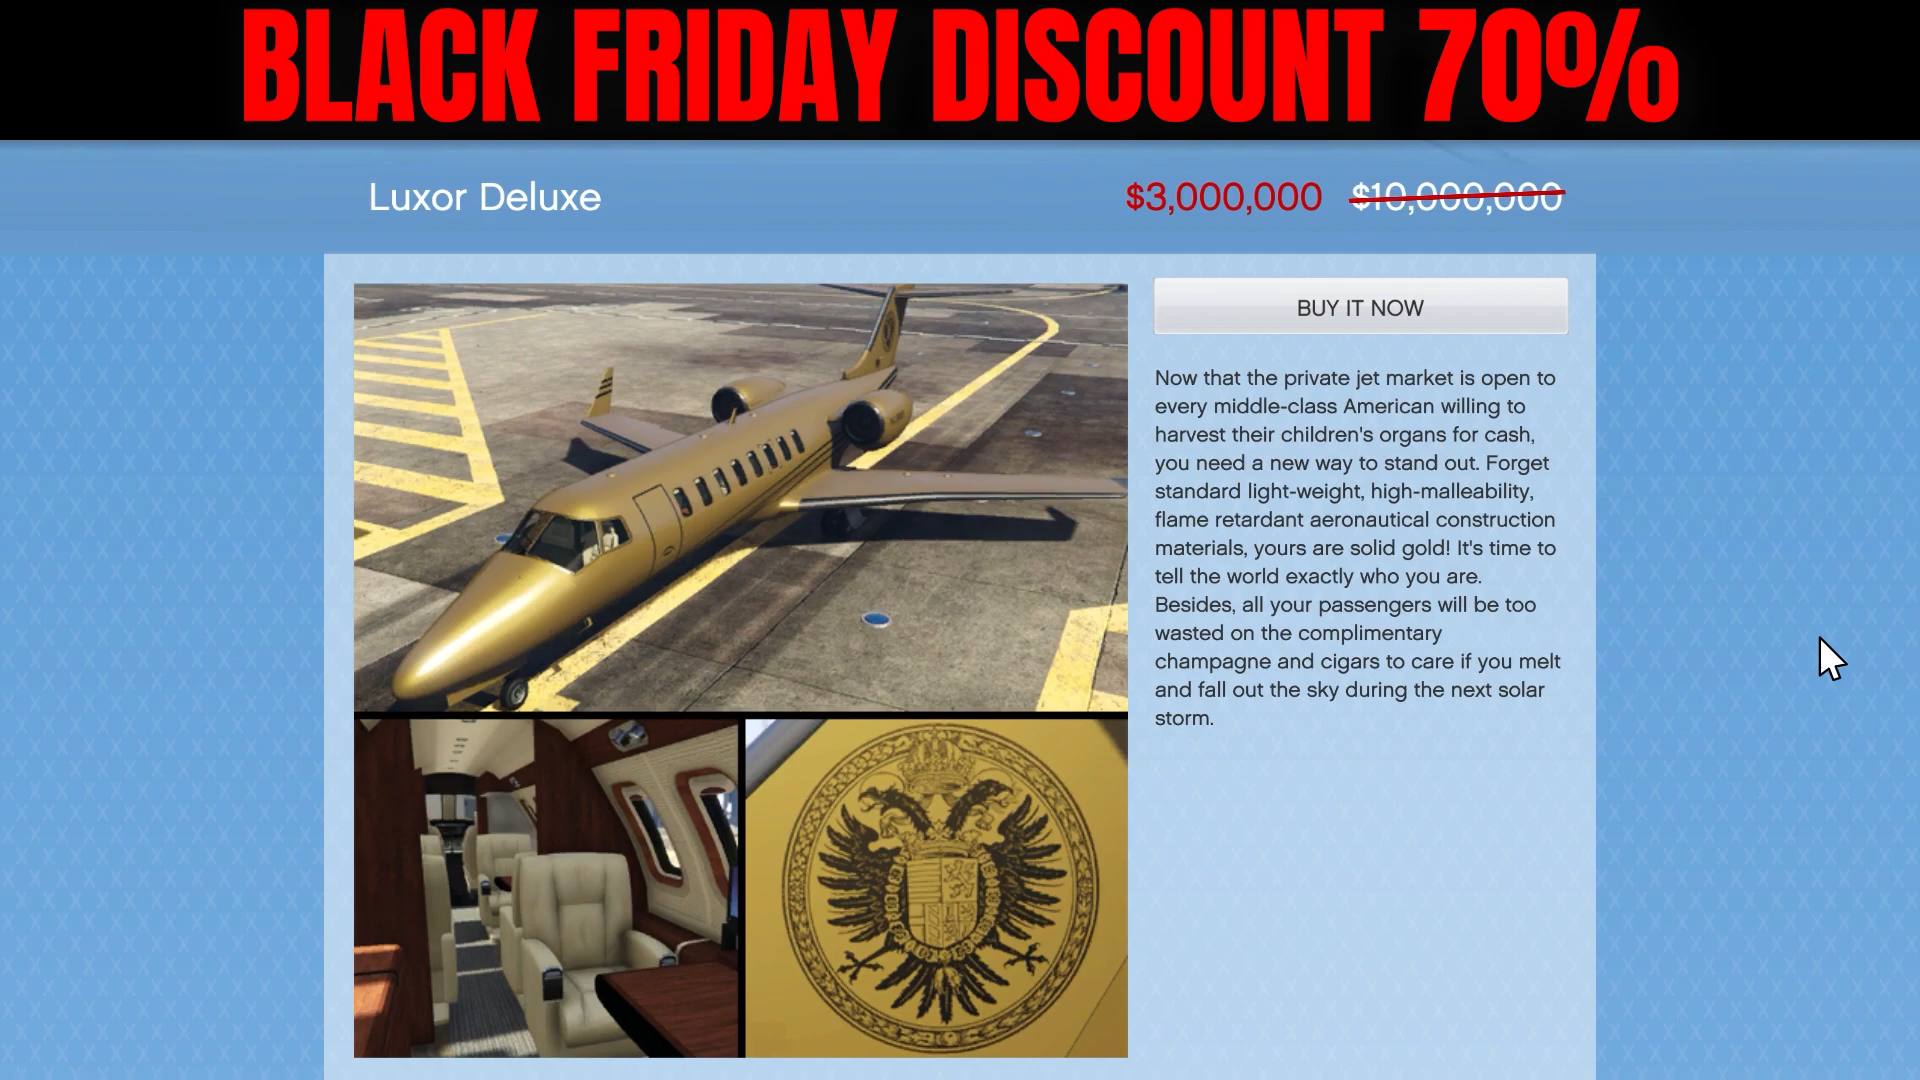 BLACK FRIDAY DISCOUNT 70%
Luxor Deluxe
$3,000,000 $10,000,000
BUY IT NOW
Now that the private jet market is open to
every middle-class American willing to
harvest their children's organs for cash,
you need a new way to stand out. Forget
standard light-weight, high-malleability,
flame retardant aeronautical construction
materials, yours are solid gold! It's time to
tell the world exactly who you are.
Besides, all your passengers will be too
wasted on the complimentary
champagne and cigars to care if you melt
and fall out the sky during the next solar
storm.